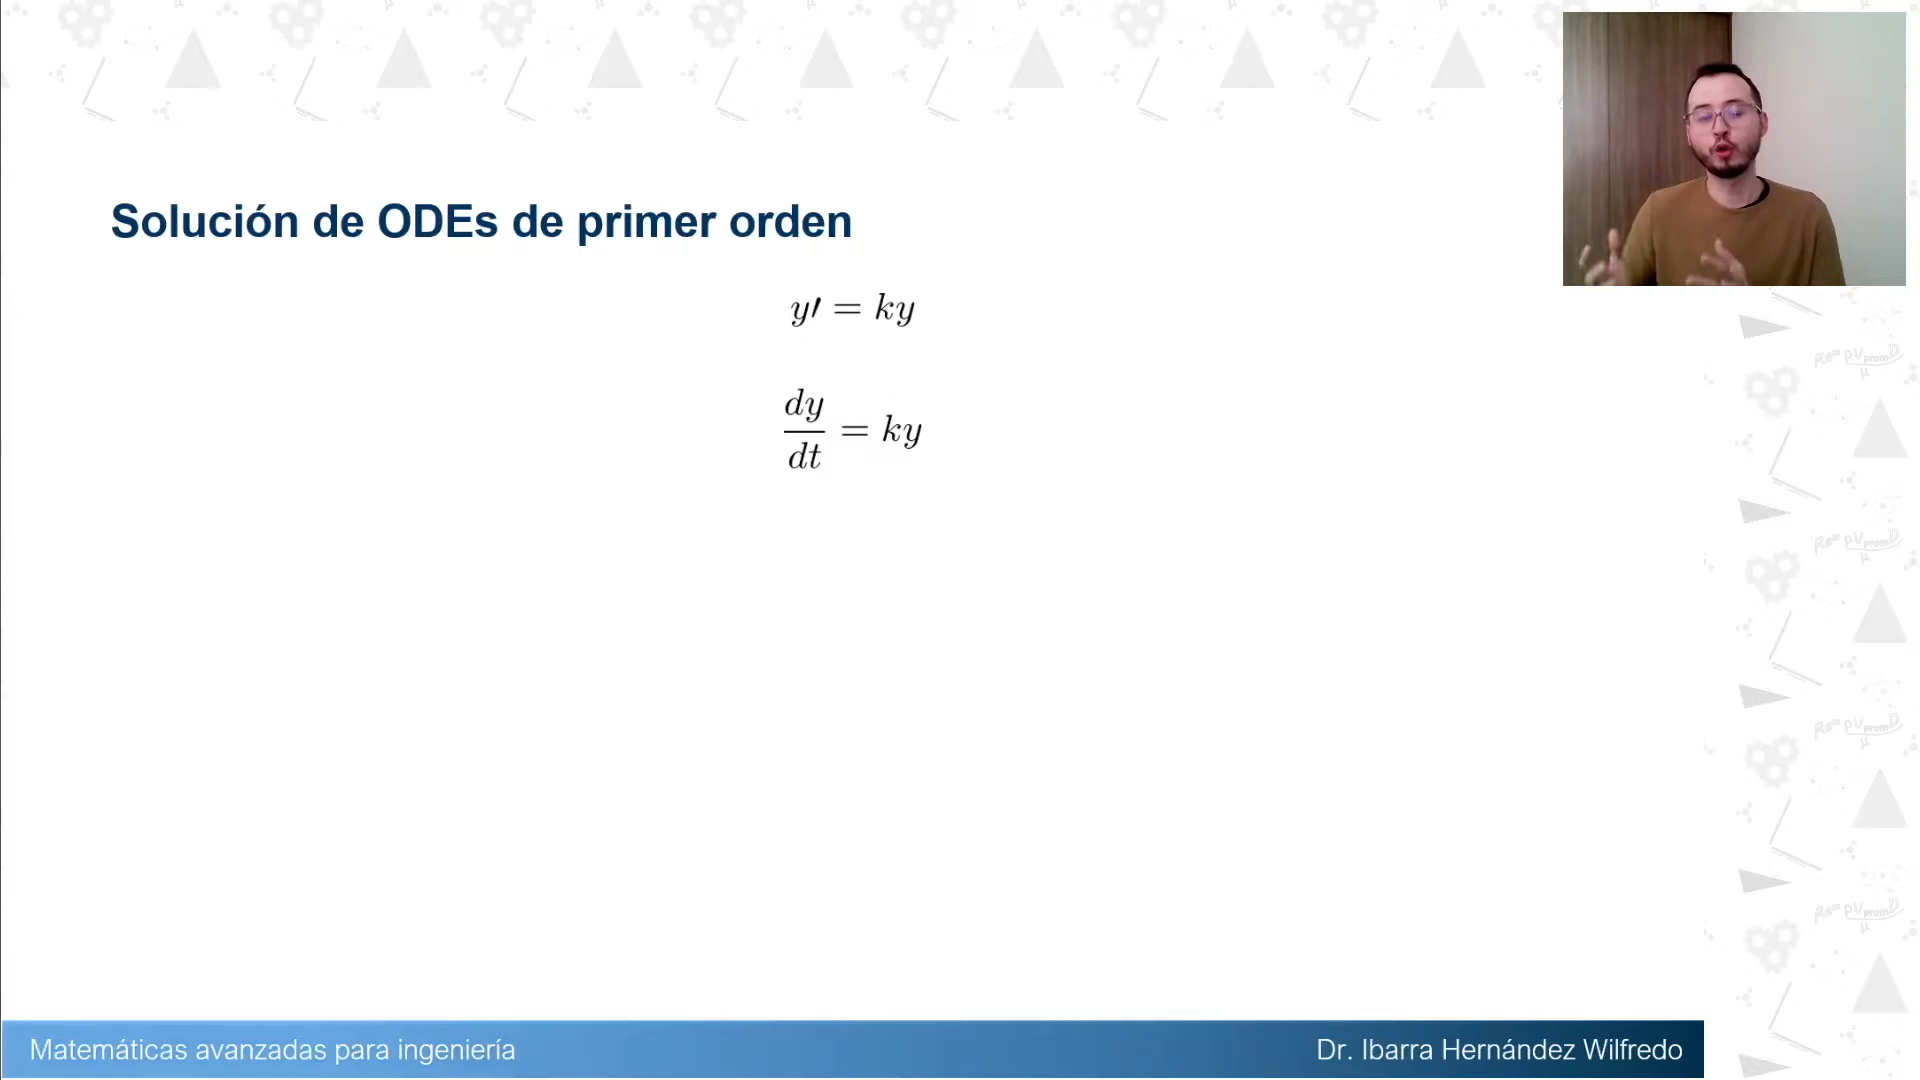 Solución de ODEs de primer orden
y′ = ky
dy/dt = ky
Matemáticas avanzadas para ingeniería
Dr. Ibarra Hernández Wilfredo